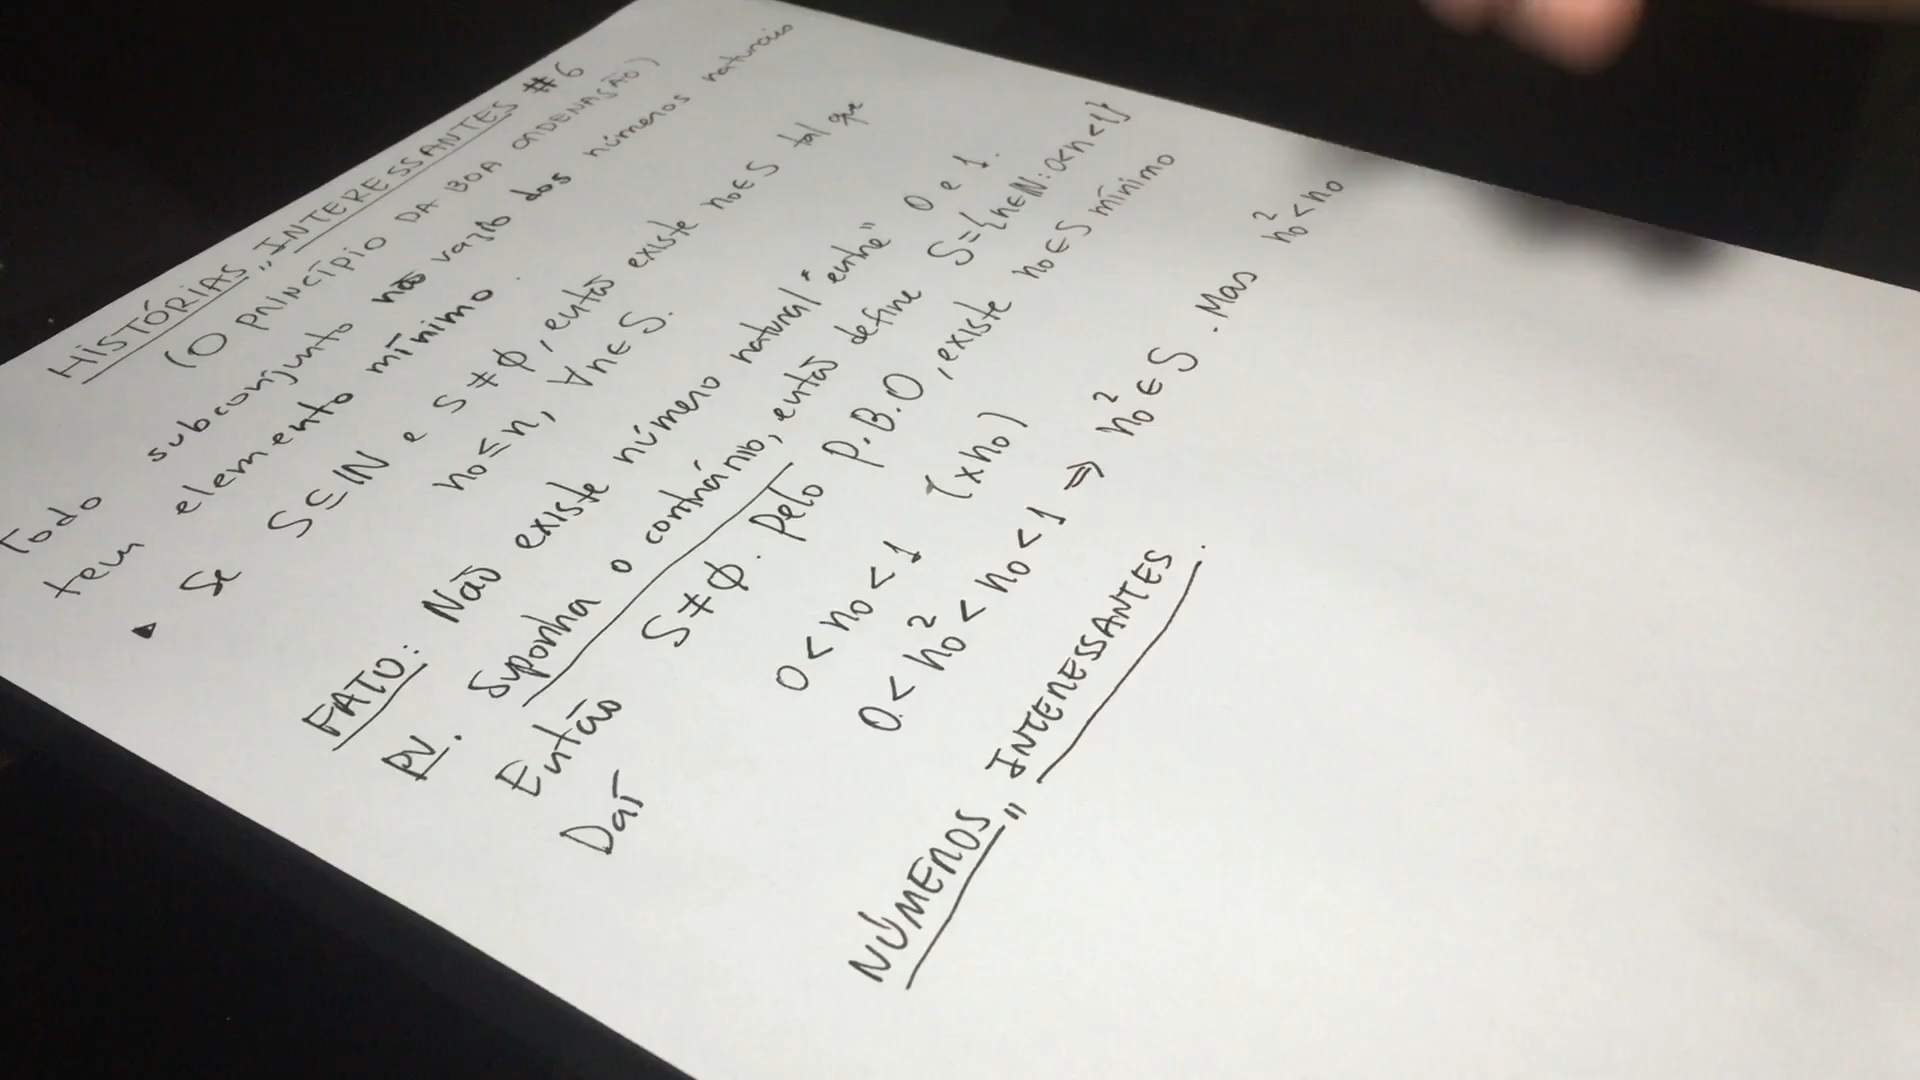 HISTÓRIAS „INTERESSANTES #6
(O PRINCÍPIO DA BOA ORDENAÇÃO)
Todo subconjunto não vazio dos números naturais
tem elemento mínimo.
▸ Se S⊆ℕ e S≠∅, então existe n₀∈S tal que
n₀≤n, ∀n∈S.
FATO: Não existe número natural "entre" 0 e 1.
PV. Suponha o contrário, então define S={n∈ℕ:0<n<1}
Então S≠∅. Pelo P.B.O, existe n₀∈S mínimo
Daí 0<n₀<1 (xn₀)
0<n₀²<n₀<1 ⇒ n₀²∈S. Mas n₀²<n₀
NÚMEROS „INTERESSANTES.